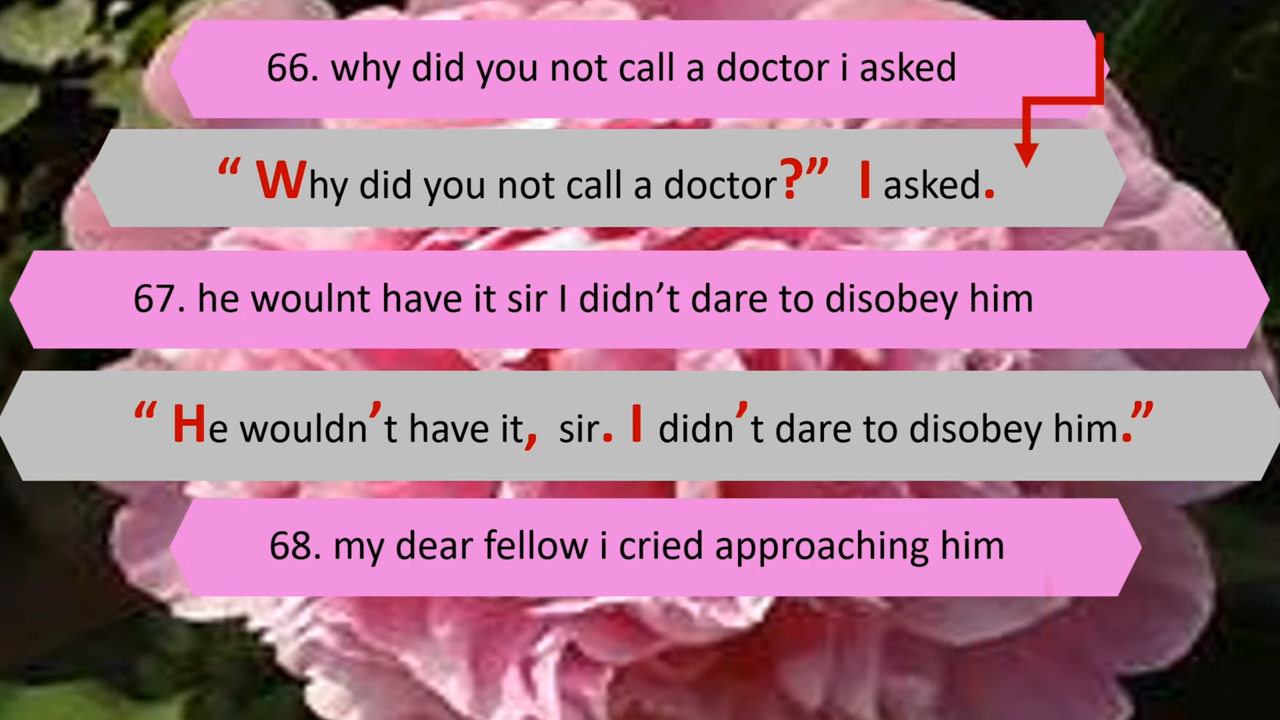 66. why did you not call a doctor i asked
“ Why did you not call a doctor?” I asked.
67. he woulnt have it sir I didn’t dare to disobey him
“ He wouldn’t have it, sir. I didn’t dare to disobey him.”
68. my dear fellow i cried approaching him